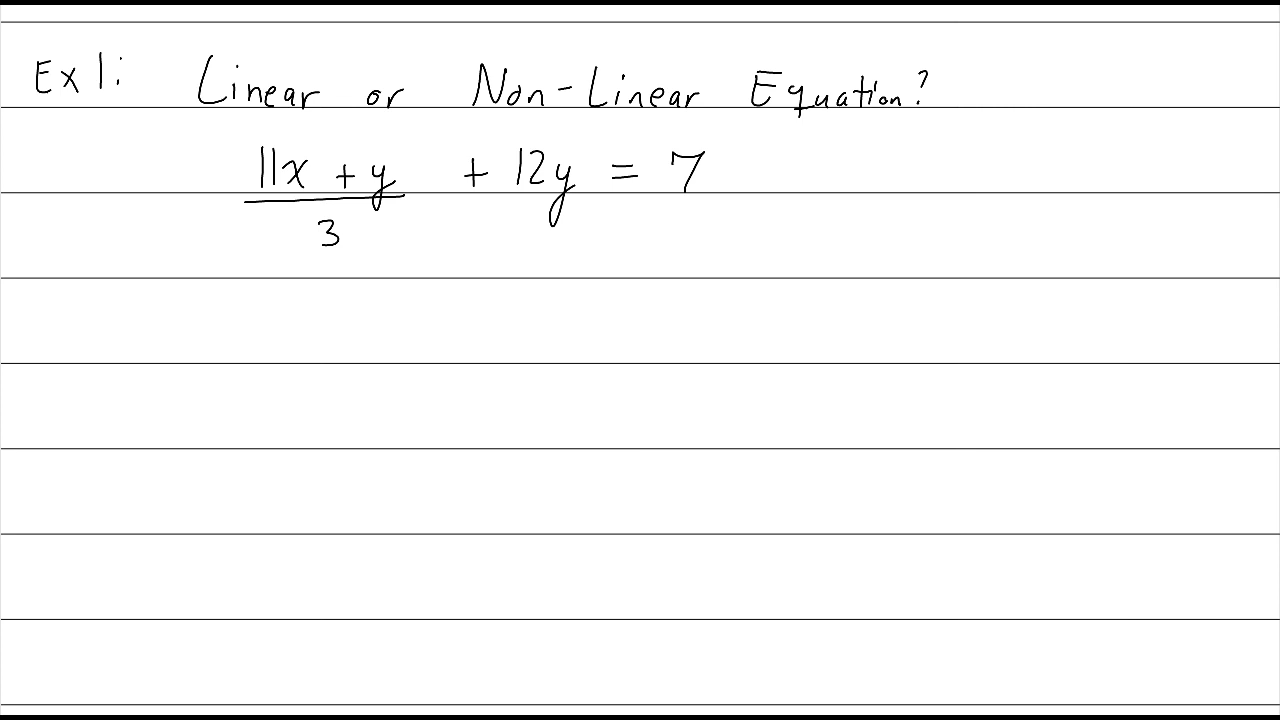 Ex 1: Linear or Non-Linear Equation?
11x + y + 12y = 7
3